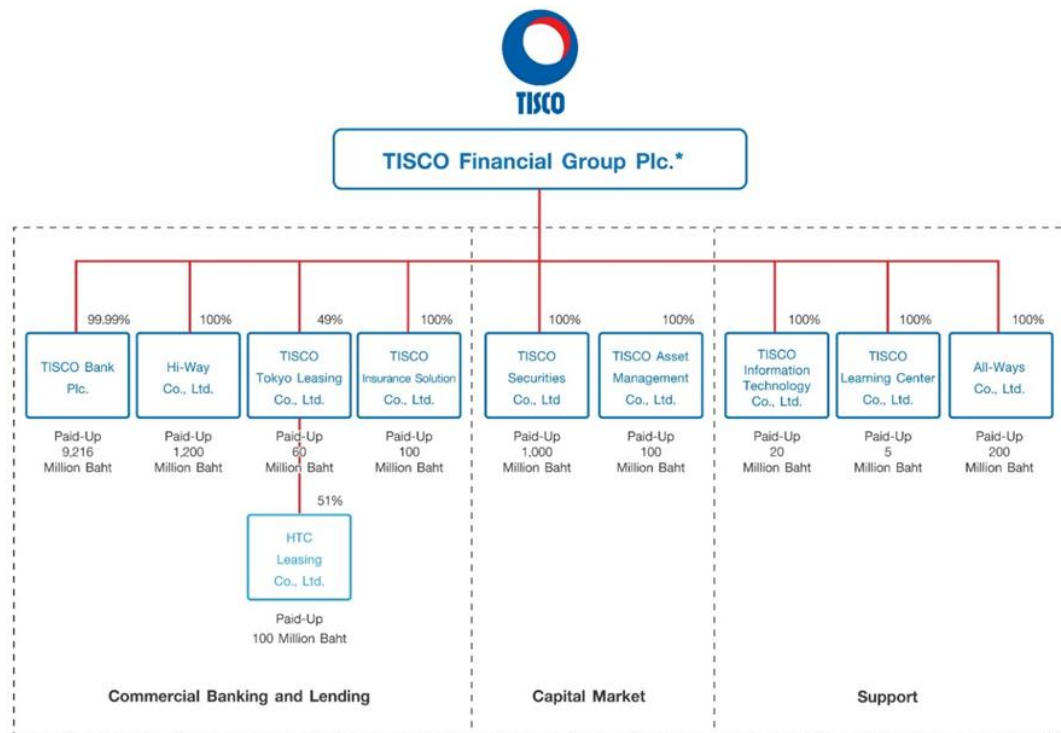 TISCO
TISCO Financial Group Plc.*
99.99%
TISCO Bank
Plc.
Paid-Up
9,216
Million Baht
100%
Hi-Way
Co., Ltd.
Paid-Up
1,200
Million Baht
49%
TISCO
Tokyo Leasing
Co., Ltd.
Paid-Up
60
Million Baht
51%
HTC
Leasing
Co., Ltd.
Paid-Up
100 Million Baht
100%
TISCO
Insurance Solution
Co., Ltd.
Paid-Up
100
Million Baht
Commercial Banking and Lending
100%
TISCO
Securities
Co., Ltd
Paid-Up
1,000
Million Baht
100%
TISCO Asset
Management
Co., Ltd.
Paid-Up
100
Million Baht
Capital Market
100%
TISCO
Information
Technology
Co., Ltd.
Paid-Up
20
Million Baht
100%
TISCO
Learning Center
Co., Ltd.
Paid-Up
5
Million Baht
100%
All-Ways
Co., Ltd.
Paid-Up
200
Million Baht
Support